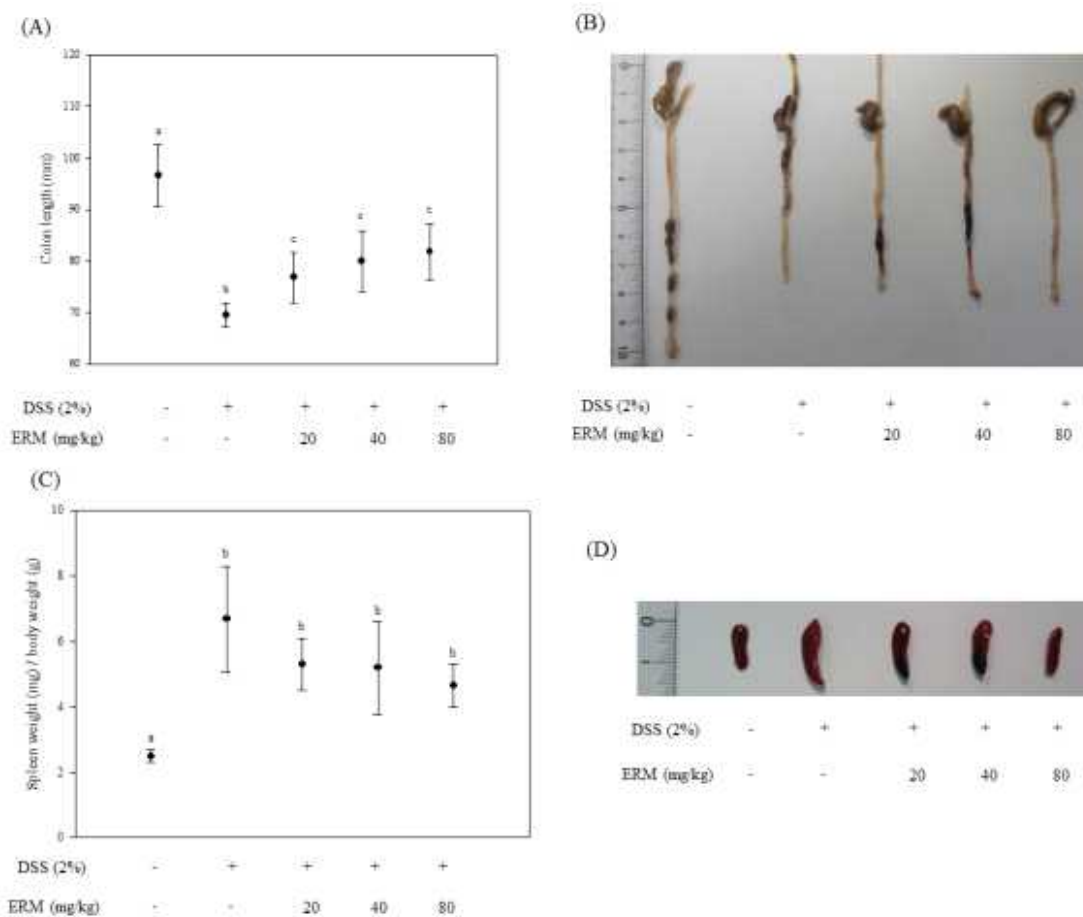 (A)
120
110
100
90
80
70
60
Colon length (mm)
a
b
c
c
c
DSS (2%) - + + + +
ERM (mg/kg) - - 20 40 80
(B)
DSS (2%) - + + + +
ERM (mg/kg) - - 20 40 80
(C)
10
8
6
4
2
0
Spleen weight (mg) / body weight (g)
a
b
b
b
b
DSS (2%) - + + + +
ERM (mg/kg) - - 20 40 80
(D)
0
DSS (2%) - + + + +
ERM (mg/kg) - - 20 40 80